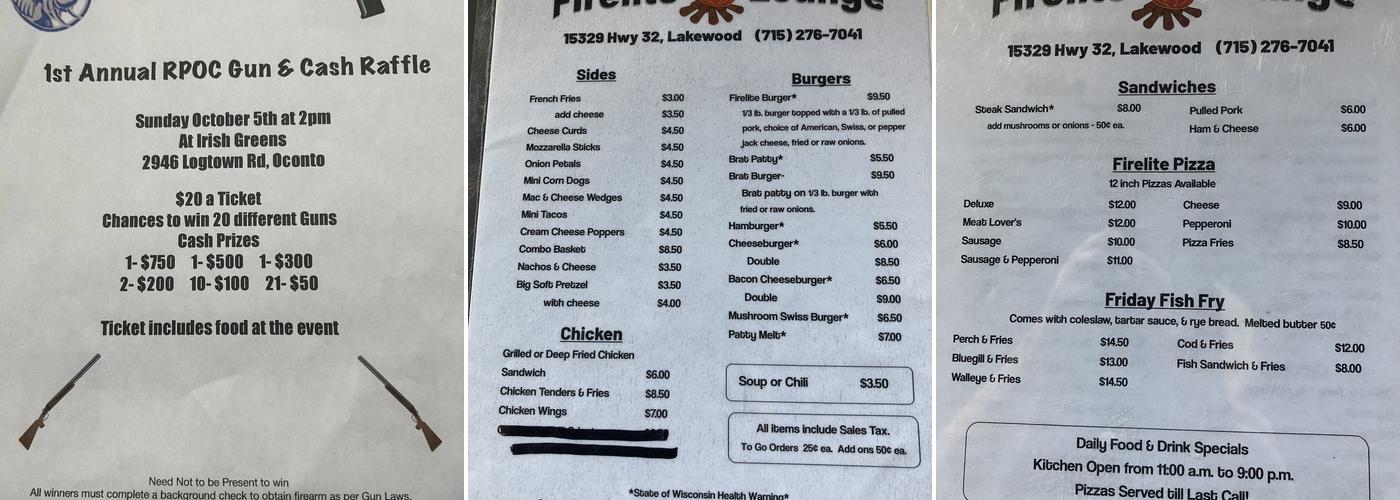 1st Annual RPOC Gun & Cash Raffle
Sunday October 5th at 2pm
At Irish Greens
2946 Logtown Rd, Oconto
$20 a Ticket
Chances to win 20 different Guns
Cash Prizes
1- $750 1- $500 1- $300
2- $200 10- $100 21- $50
Ticket includes food at the event
Need Not to be Present to win
All winners must complete a background check to obtain firearm as per Gun Laws.
Firelite Lounge
15329 Hwy 32, Lakewood (715) 276-7041
Sides
French Fries $3.00
add cheese $3.50
Cheese Curds $4.50
Mozzarella Sticks $4.50
Onion Petals $4.50
Mini Corn Dogs $4.50
Mac & Cheese Wedges $4.50
Mini Tacos $4.50
Cream Cheese Poppers $4.50
Combo Basket $8.50
Nachos & Cheese $3.50
Big Soft Pretzel $3.50
with cheese $4.00
Chicken
Grilled or Deep Fried Chicken
Sandwich $6.00
Chicken Tenders & Fries $8.50
Chicken Wings $7.00
Burgers
Firelite Burger* $9.50
1/3 lb. burger topped with a 1/3 lb. of pulled
pork, choice of American, Swiss, or pepper
jack cheese, fried or raw onions.
Brat Patty* $5.50
Brat Burger- $9.50
Brat patty on 1/3 lb. burger with
fried or raw onions.
Hamburger* $5.50
Cheeseburger* $6.00
Double $8.50
Bacon Cheeseburger* $6.50
Double $9.00
Mushroom Swiss Burger* $6.50
Patty Melt* $7.00
Soup or Chili $3.50
All items include Sales Tax.
To Go Orders 25¢ ea. Add ons 50¢ ea.
*State of Wisconsin Health Warning*
Firelite Lounge
15329 Hwy 32, Lakewood (715) 276-7041
Sandwiches
Steak Sandwich* $8.00 Pulled Pork $6.00
add mushrooms or onions - 50¢ ea. Ham & Cheese $6.00
Firelite Pizza
12 inch Pizzas Available
Deluxe $12.00 Cheese $9.00
Meat Lover's $12.00 Pepperoni $10.00
Sausage $10.00 Pizza Fries $8.50
Sausage & Pepperoni $11.00
Friday Fish Fry
Comes with coleslaw, tartar sauce, & rye bread. Melted butter 50¢
Perch & Fries $14.50 Cod & Fries $12.00
Bluegill & Fries $13.00 Fish Sandwich & Fries $8.00
Walleye & Fries $14.50
Daily Food & Drink Specials
Kitchen Open from 11:00 a.m. to 9:00 p.m.
Pizzas Served till Last Call!